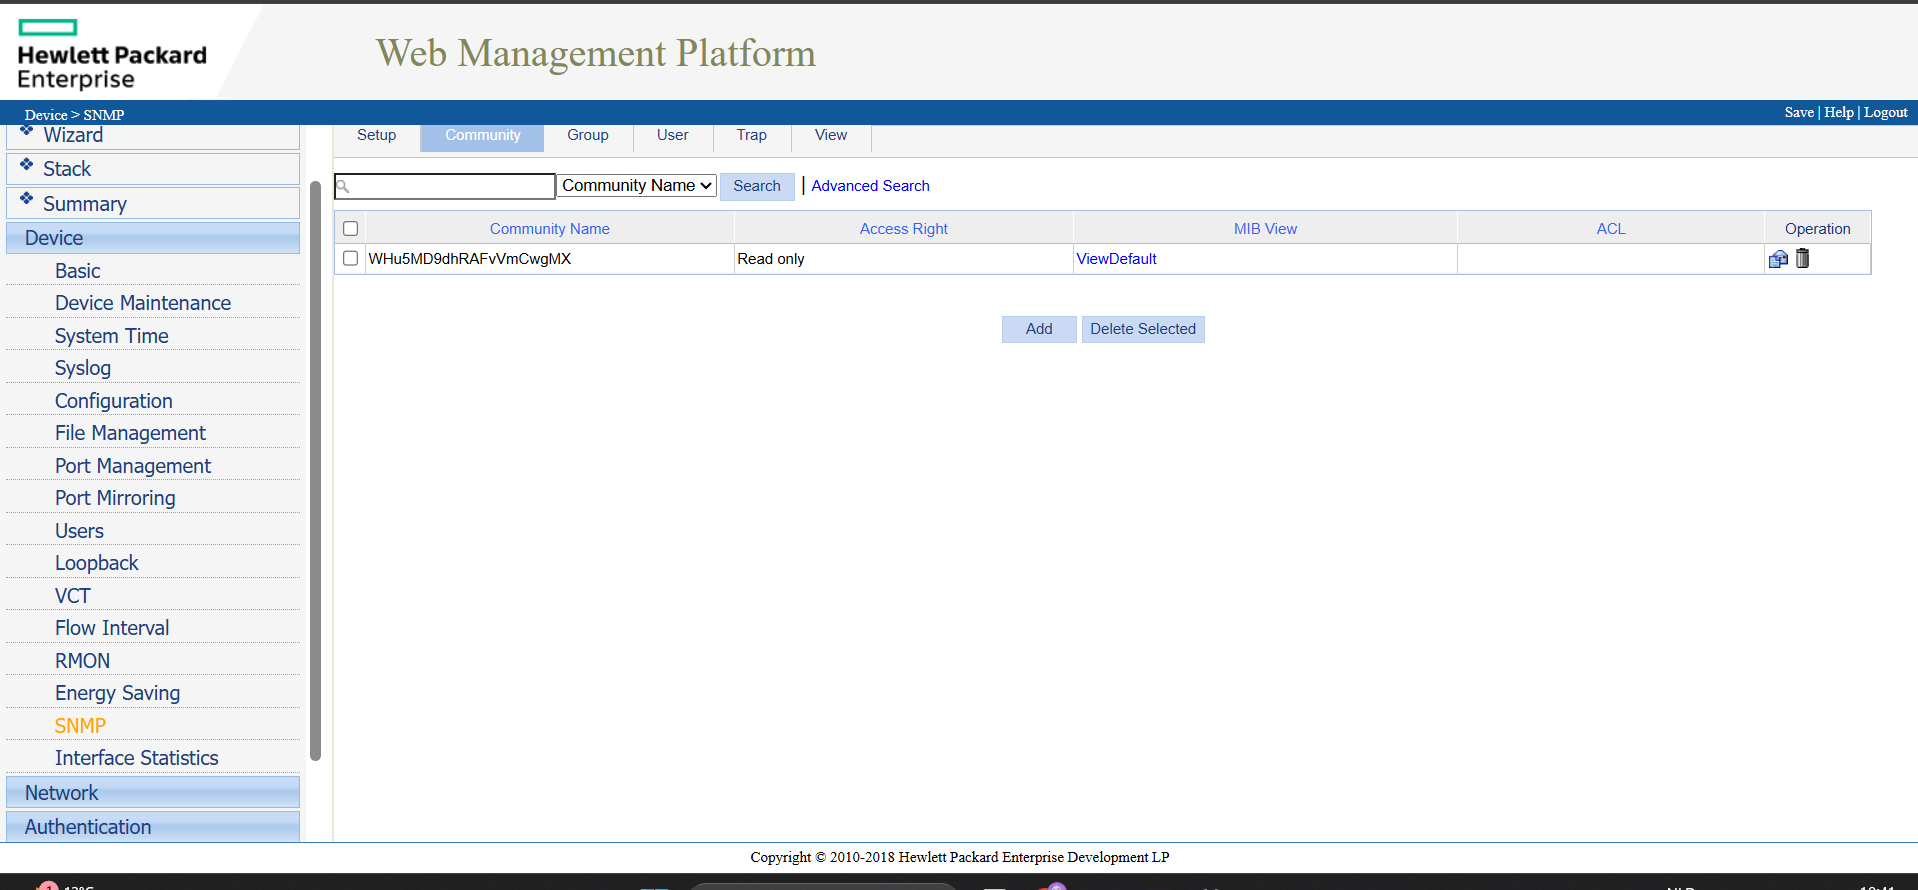 Hewlett Packard
Enterprise
Web Management Platform
Device > SNMP
Save | Help | Logout
Wizard
Stack
Summary
Device
Basic
Device Maintenance
System Time
Syslog
Configuration
File Management
Port Management
Port Mirroring
Users
Loopback
VCT
Flow Interval
RMON
Energy Saving
SNMP
Interface Statistics
Network
Authentication
Setup Community Group User Trap View
Community Name Search | Advanced Search
Community Name Access Right MIB View ACL Operation
WHu5MD9dhRAFvVmCwgMX Read only ViewDefault
Add Delete Selected
Copyright © 2010-2018 Hewlett Packard Enterprise Development LP